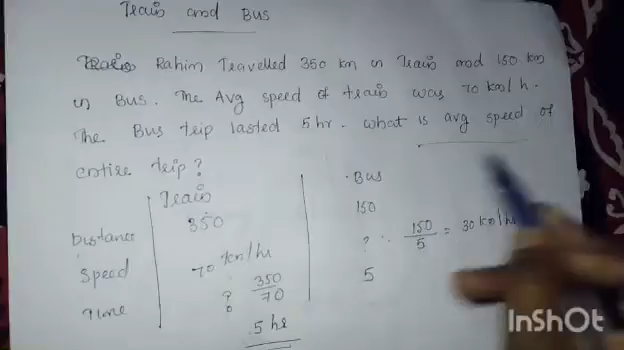 Train and Bus
Rahim Travelled 350 km in Train and 150 km
in Bus. The Avg speed of train was 70 km/h.
The Bus trip lasted 5 hr. what is avg speed of
entire trip?
Train Bus
Distance 350 150
Speed 70 km/hr ? ∴ 150/5 = 30 km/hr
Time ? 350/70 5
5 hr
InShOt